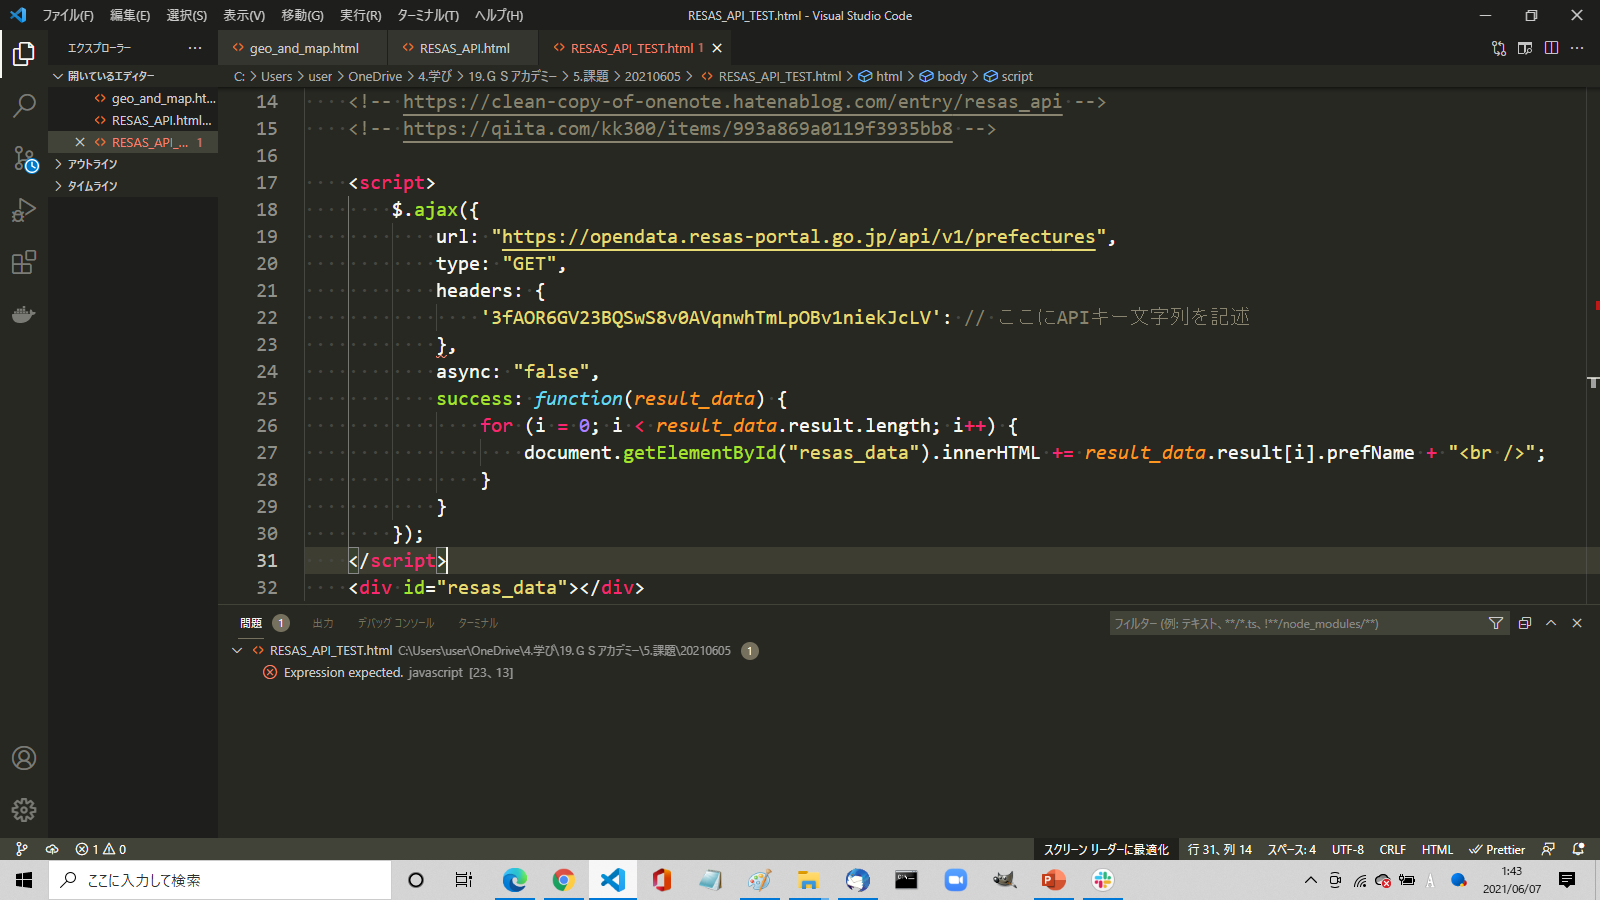 ファイル(F) 編集(E) 選択(S) 表示(V) 移動(G) 実行(R) ターミナル(T) ヘルプ(H) RESAS_API_TEST.html - Visual Studio Code
エクスプローラー
geo_and_map.html RESAS_API.html RESAS_API_TEST.html 1
開いているエディター
C: > Users > user > OneDrive > 4.学び > 19.ＧＳアカデミー > 5.課題 > 20210605 > RESAS_API_TEST.html > html > body > script
geo_and_map.ht...
RESAS_API.html...
RESAS_API_... 1
アウトライン
タイムライン
14 <!-- https://clean-copy-of-onenote.hatenablog.com/entry/resas_api -->
15 <!-- https://qiita.com/kk300/items/993a869a0119f3935bb8 -->
16
17 <script>
18 $.ajax({
19 url: "https://opendata.resas-portal.go.jp/api/v1/prefectures",
20 type: "GET",
21 headers: {
22 '3fAOR6GV23BQSwS8v0AVqnwhTmLpOBv1niekJcLV': // ここにAPIキー文字列を記述
23 },
24 async: "false",
25 success: function(result_data) {
26 for (i = 0; i < result_data.result.length; i++) {
27 document.getElementById("resas_data").innerHTML += result_data.result[i].prefName + "<br />";
28 }
29 }
30 });
31 </script>
32 <div id="resas_data"></div>
問題 1 出力 デバッグ コンソール ターミナル フィルター (例: テキスト、**/*.ts、!**/node_modules/**)
RESAS_API_TEST.html C:\Users\user\OneDrive\4.学び\19.ＧＳアカデミー\5.課題\20210605 1
Expression expected. javascript [23、13]
1 0 スクリーン リーダーに最適化 行 31、列 14 スペース: 4 UTF-8 CRLF HTML Prettier
ここに入力して検索
1:43
2021/06/07